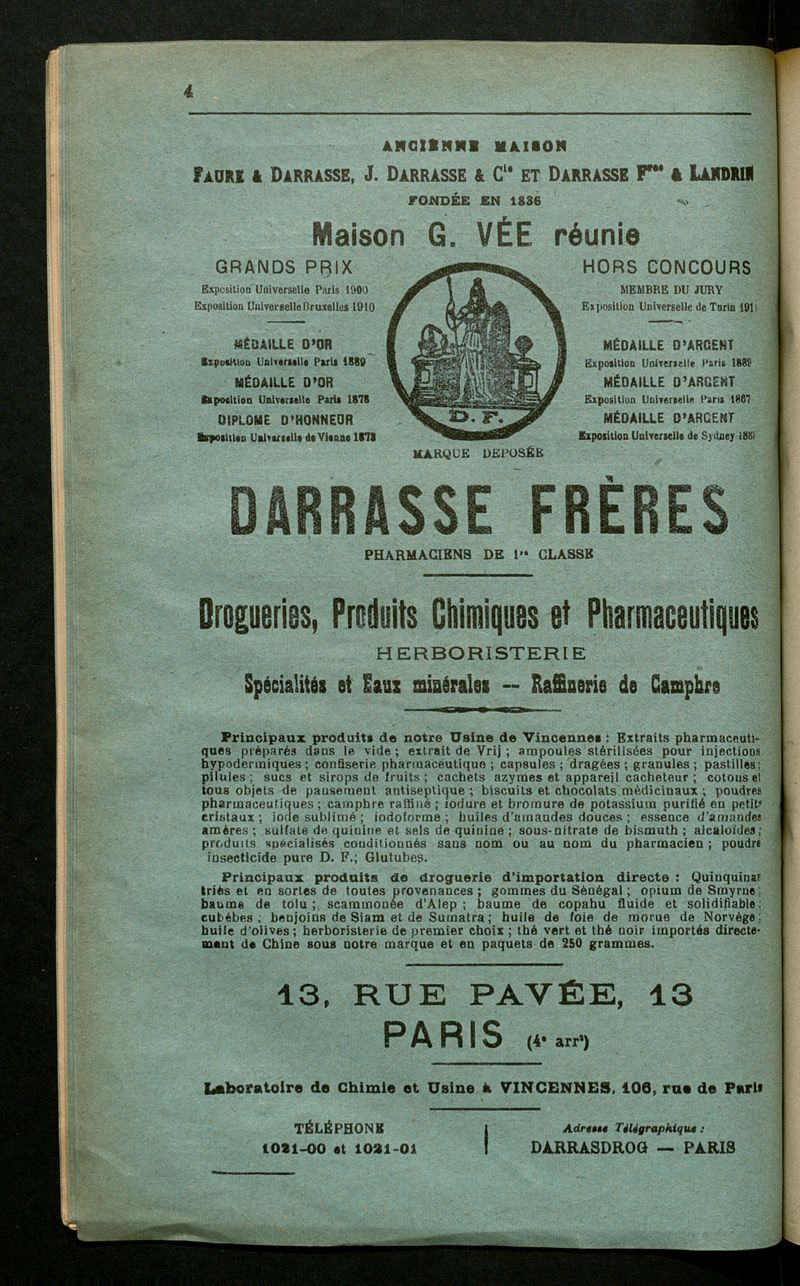 4
ANCIENNE MAISON
FAURE & DARRASSE, J. DARRASSE & Cie ET DARRASSE Fres & LANDRIN
FONDÉE EN 1836
Maison G. VÉE réunie
GRANDS PRIX
Exposition Universelle Paris 1900
Exposition Universelle Bruxelles 1910
MÉDAILLE D'OR
Exposition Universelle Paris 1889
MÉDAILLE D'OR
Exposition Universelle Paris 1878
DIPLOME D'HONNEUR
Exposition Universelle de Vienne 1873
D. F.
MARQUE DEPOSÉE
HORS CONCOURS
MEMBRE DU JURY
Exposition Universelle de Turin 191
MÉDAILLE D'ARGENT
Exposition Universelle Paris 1889
MÉDAILLE D'ARGENT
Exposition Universelle Paris 1867
MÉDAILLE D'ARGENT
Exposition Universelle de Sydney 188
DARRASSE FRÈRES
PHARMACIENS DE 1re CLASSE
Drogueries, Produits Chimiques et Pharmaceutiques
HERBORISTERIE
Spécialités et Eaux minérales — Raffinerie de Camphre
Principaux produits de notre Usine de Vincennes : Extraits pharmaceuti-
ques préparés dans le vide ; extrait de Vrij ; ampoules stérilisées pour injections
hypodermiques ; confiserie pharmacéutique ; capsules ; dragées ; granules ; pastilles ;
pilules ; sucs et sirops de fruits ; cachets azymes et appareil cacheteur ; cotons et
tous objets de pansement antiseptique ; biscuits et chocolats médicinaux ; poudres
pharmaceutiques ; camphre raffiné ; iodure et bromure de potassium purifié en petits
cristaux ; iode sublimé ; iodoforme ; huiles d'amandes douces ; essence d'amandes
amères ; sulfate de quinine et sels de quinine ; sous-nitrate de bismuth ; alcaloïdes ;
produits spécialisés conditionnés sans nom ou au nom du pharmacien ; poudre
insecticide pure D. F.; Glutubes.
Principaux produits de droguerie d'importation directe : Quinquinas
triés et en sortes de toutes provenances ; gommes du Sénégal ; opium de Smyrne ;
baume de tolu ; scammonée d'Alep ; baume de copahu fluide et solidifiable ;
cubèbes ; benjoins de Siam et de Sumatra ; huile de foie de morue de Norvège ;
huile d'olives ; herboristerie de premier choix ; thé vert et thé noir importés directe-
ment de Chine sous notre marque et en paquets de 250 grammes.
13, RUE PAVÉE, 13
PARIS (4e arrt)
Laboratoire de Chimie et Usine à VINCENNES, 106, rue de Paris
TÉLÉPHONE
1021-00 et 1021-01
Adresse Télégraphique :
DARRASDROG — PARIS